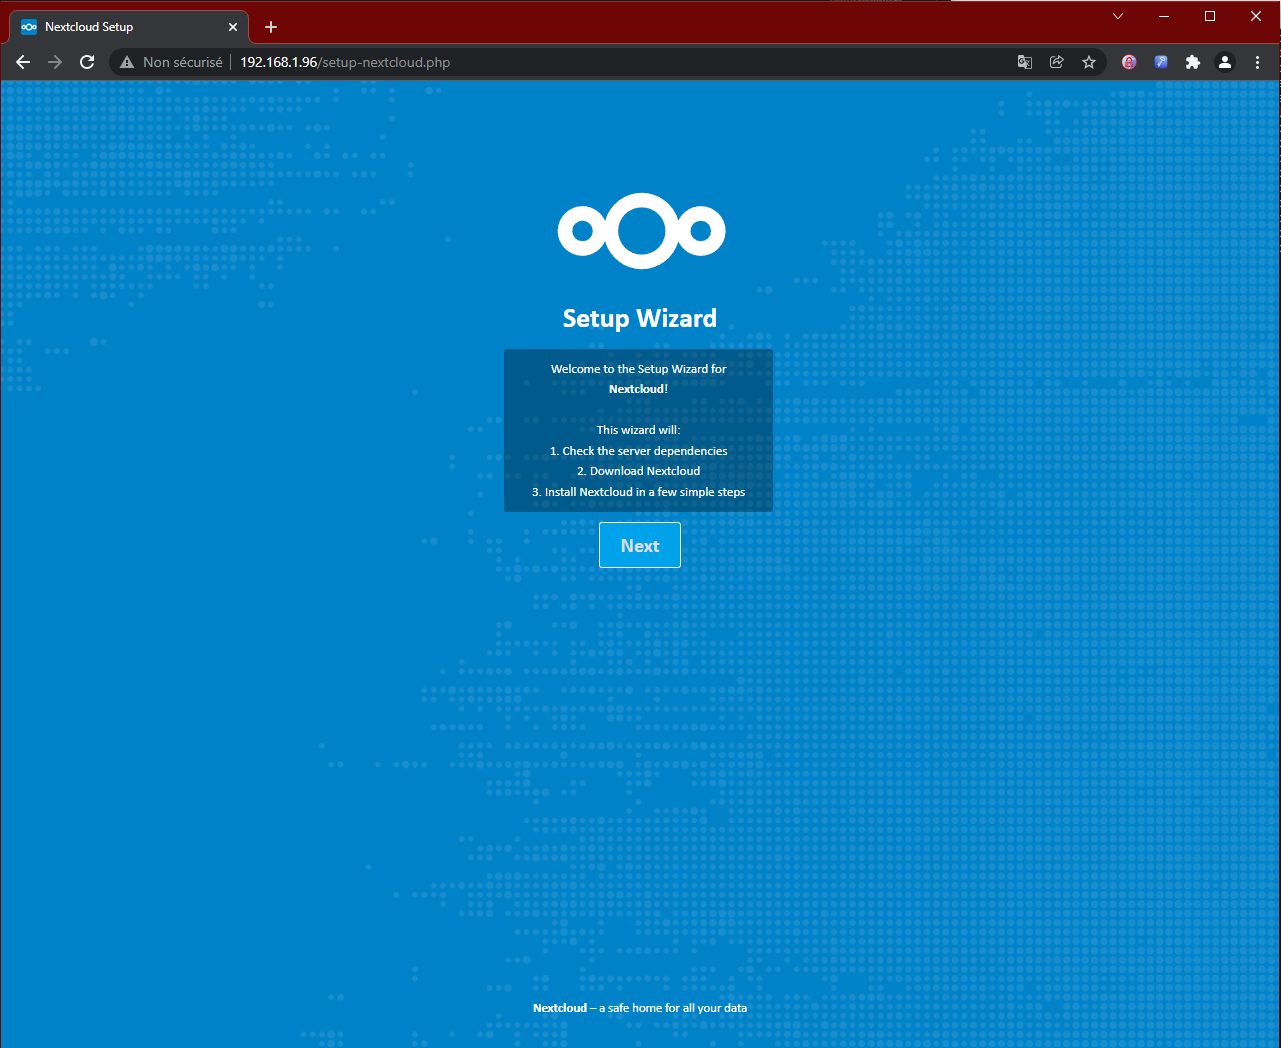 Nextcloud Setup
Non sécurisé
192.168.1.96/setup-nextcloud.php
Setup Wizard
Welcome to the Setup Wizard for
Nextcloud!
This wizard will:
1. Check the server dependencies
2. Download Nextcloud
3. Install Nextcloud in a few simple steps
Next
Nextcloud – a safe home for all your data